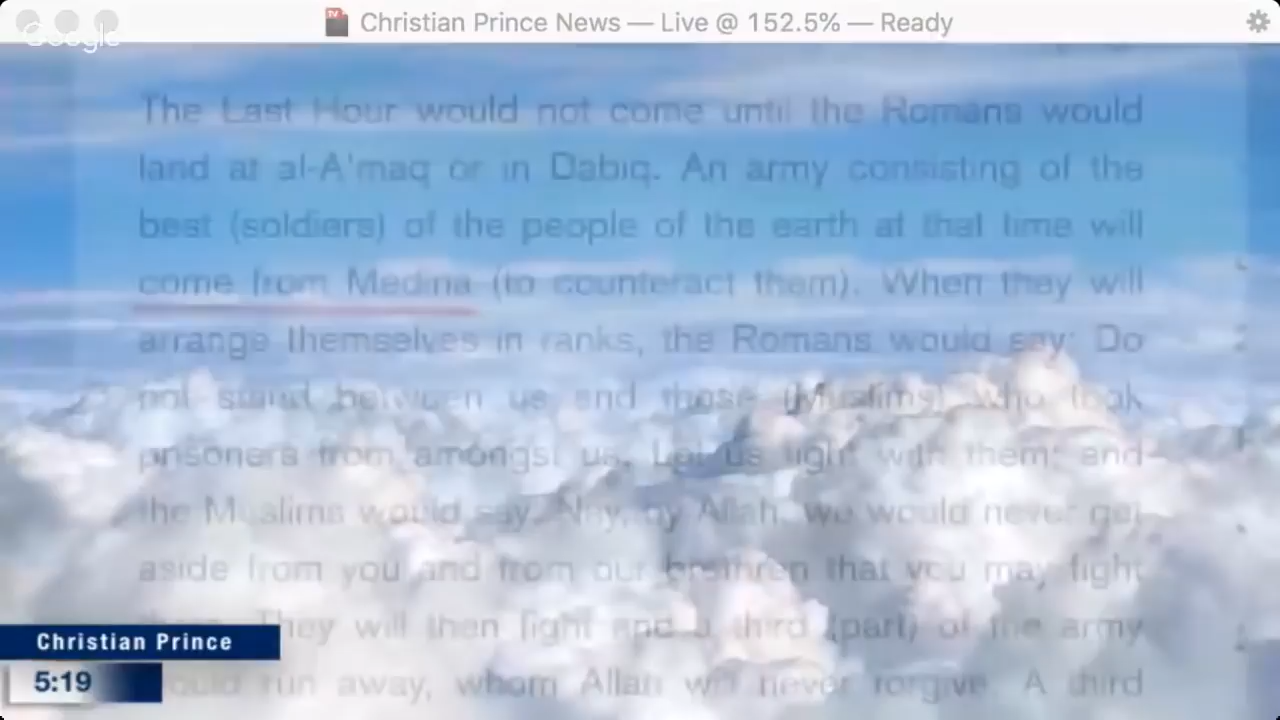 Christian Prince News — Live @ 152.5% — Ready
Google
The Last Hour would not come until the Romans would
land at al-A'maq or in Dabiq. An army consisting of the
best (soldiers) of the people of the earth at that time will
come from Medina (to counteract them). When they will
arrange themselves in ranks, the Romans would say: Do
not stand between us and those (Muslims) who took
prisoners from amongst us. Let us fight with them; and
the Muslims would say: Nay, by Allah, we would never get
aside from you and from our brethren that you may fight
They will then fight and a third (part) of the army
would run away, whom Allah will never forgive. A third
Christian Prince
5:19